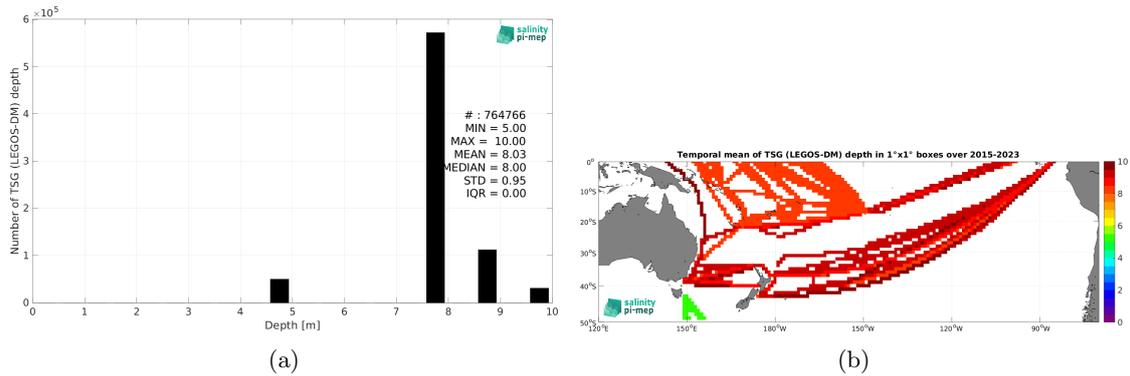 ×10⁵
6
5
4
3
2
1
0
Number of TSG (LEGOS-DM) depth
salinity
pi-mep
# : 764766
MIN = 5.00
MAX = 10.00
MEAN = 8.03
MEDIAN = 8.00
STD = 0.95
IQR = 0.00
0 1 2 3 4 5 6 7 8 9 10
Depth [m]
(a)
Temporal mean of TSG (LEGOS-DM) depth in 1°x1° boxes over 2015-2023
0°
10°S
20°S
30°S
40°S
50°S
salinity
pi-mep
120°E 150°E 180°W 150°W 120°W 90°W
10
8
6
4
2
0
(b)